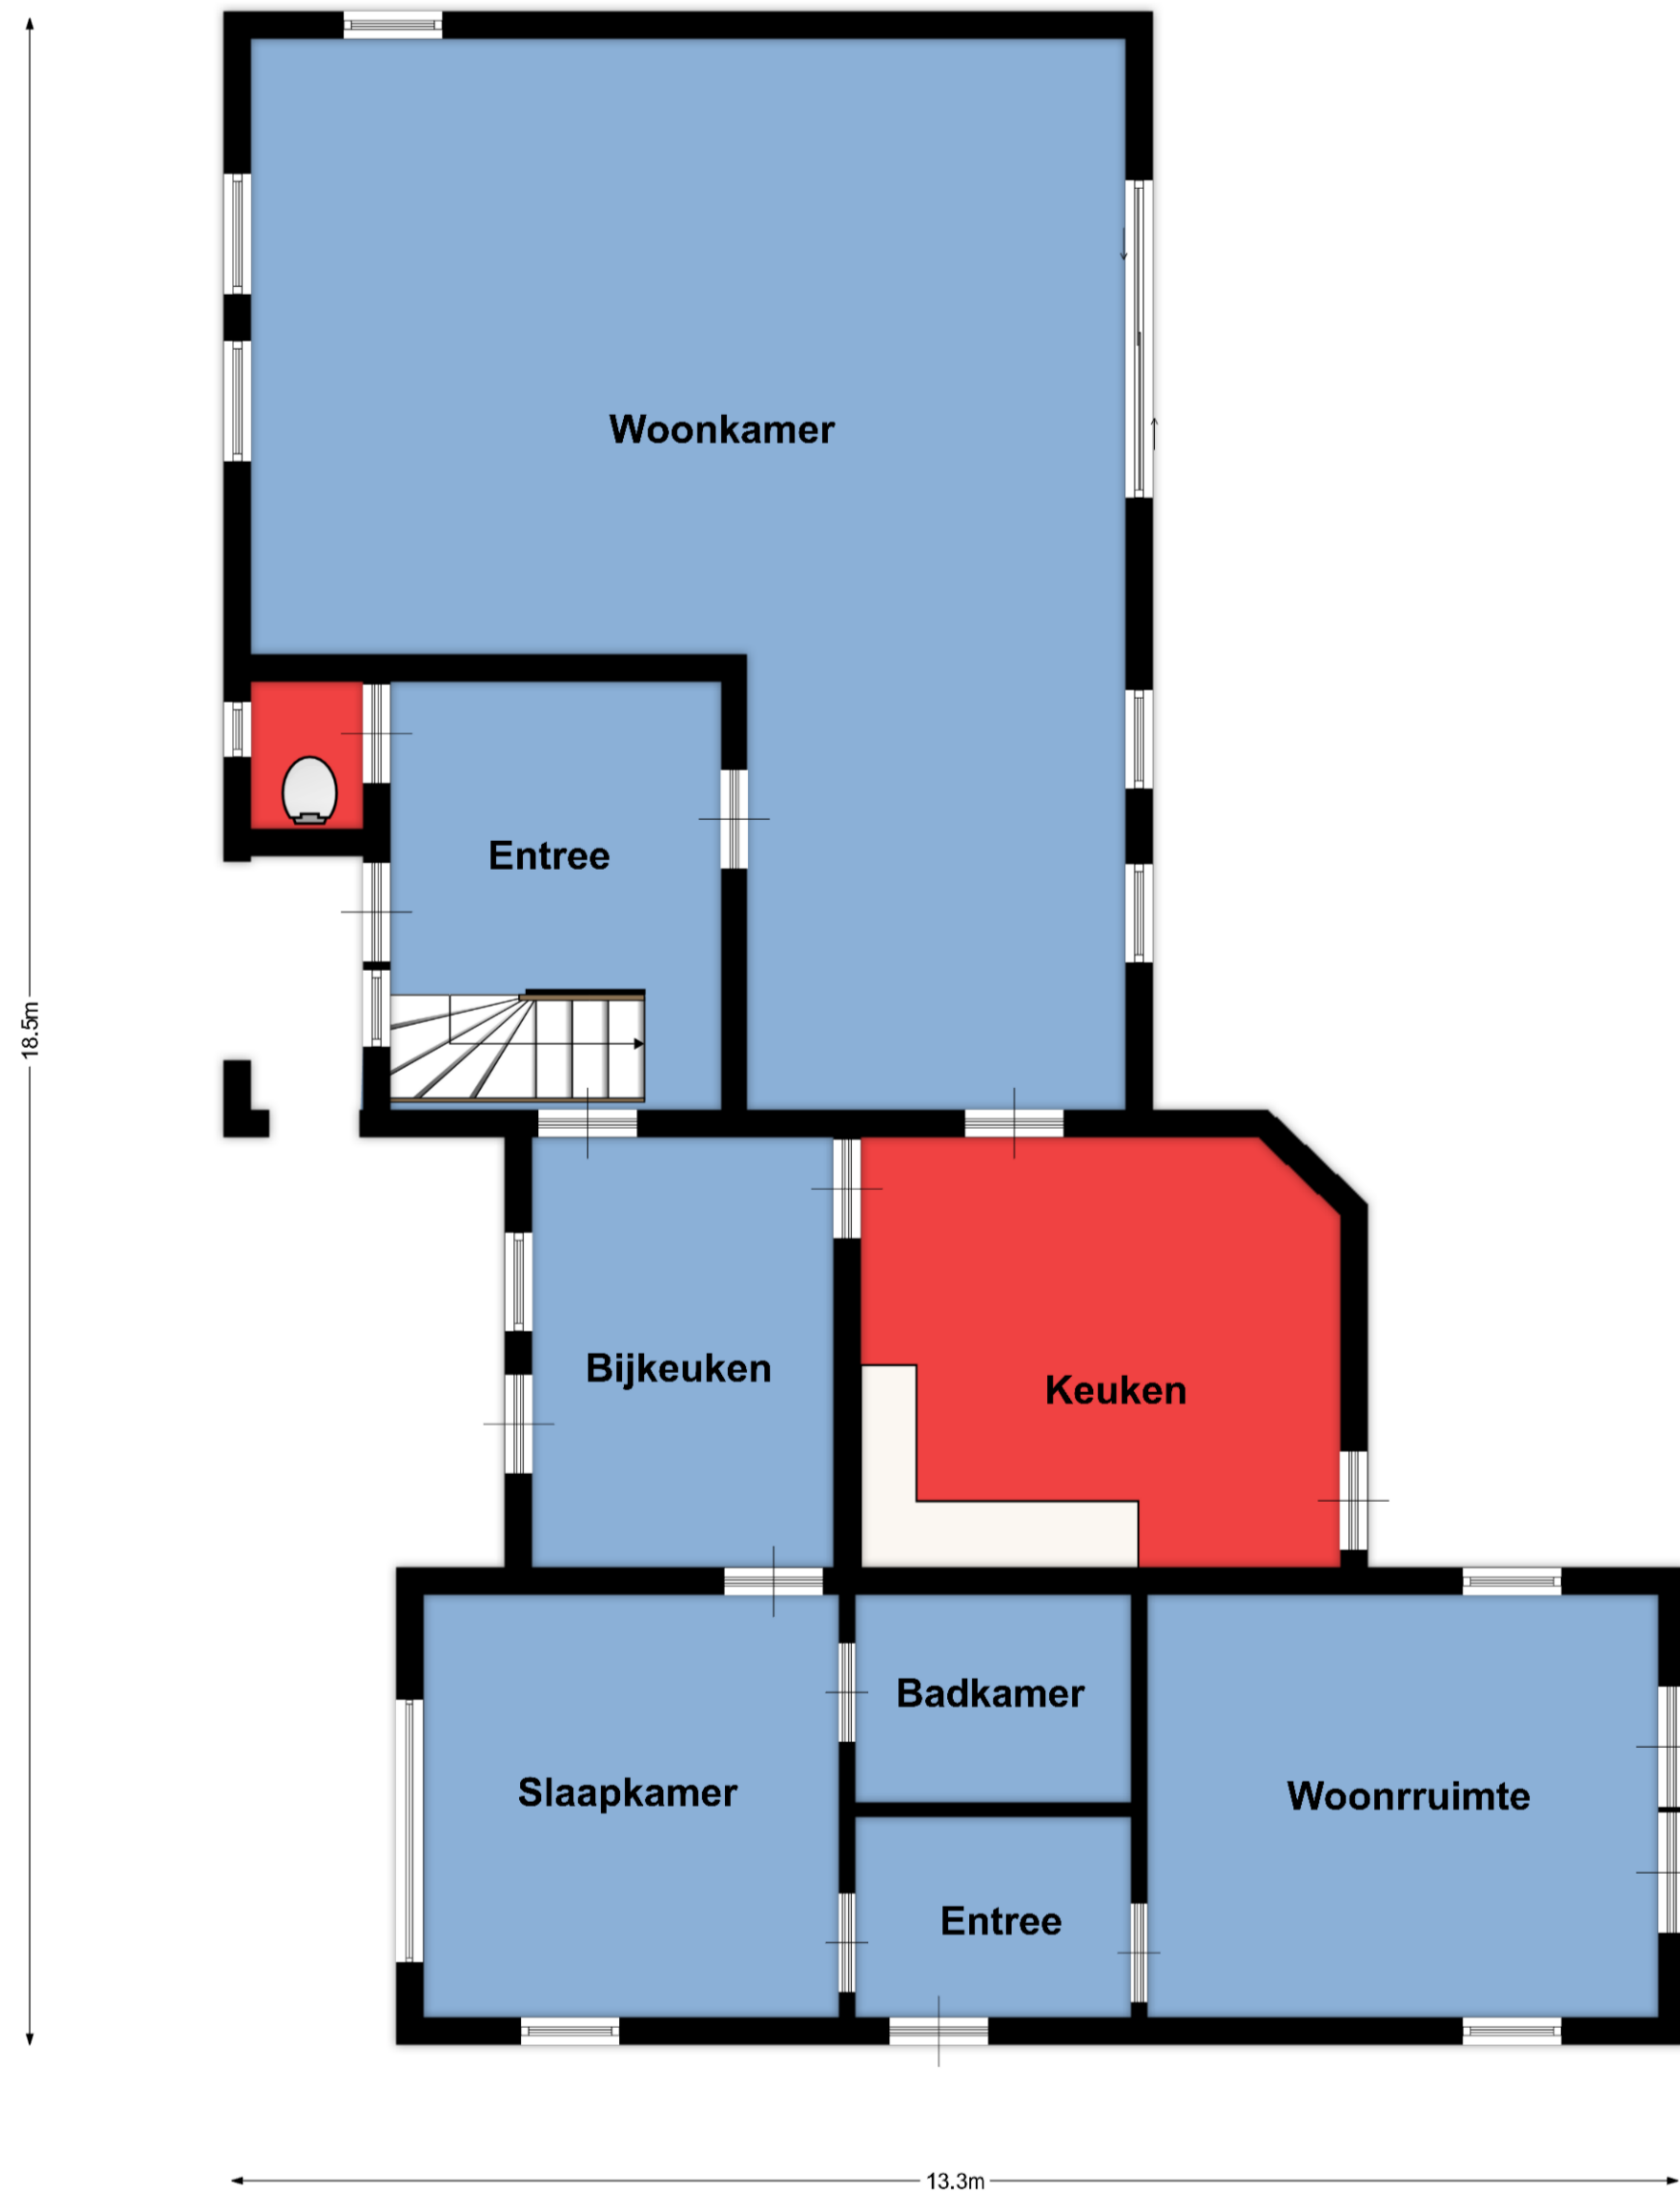 Woonkamer
Entree
18.5m
Bijkeuken
Keuken
Badkamer
Slaapkamer
Woonrruimte
Entree
13.3m